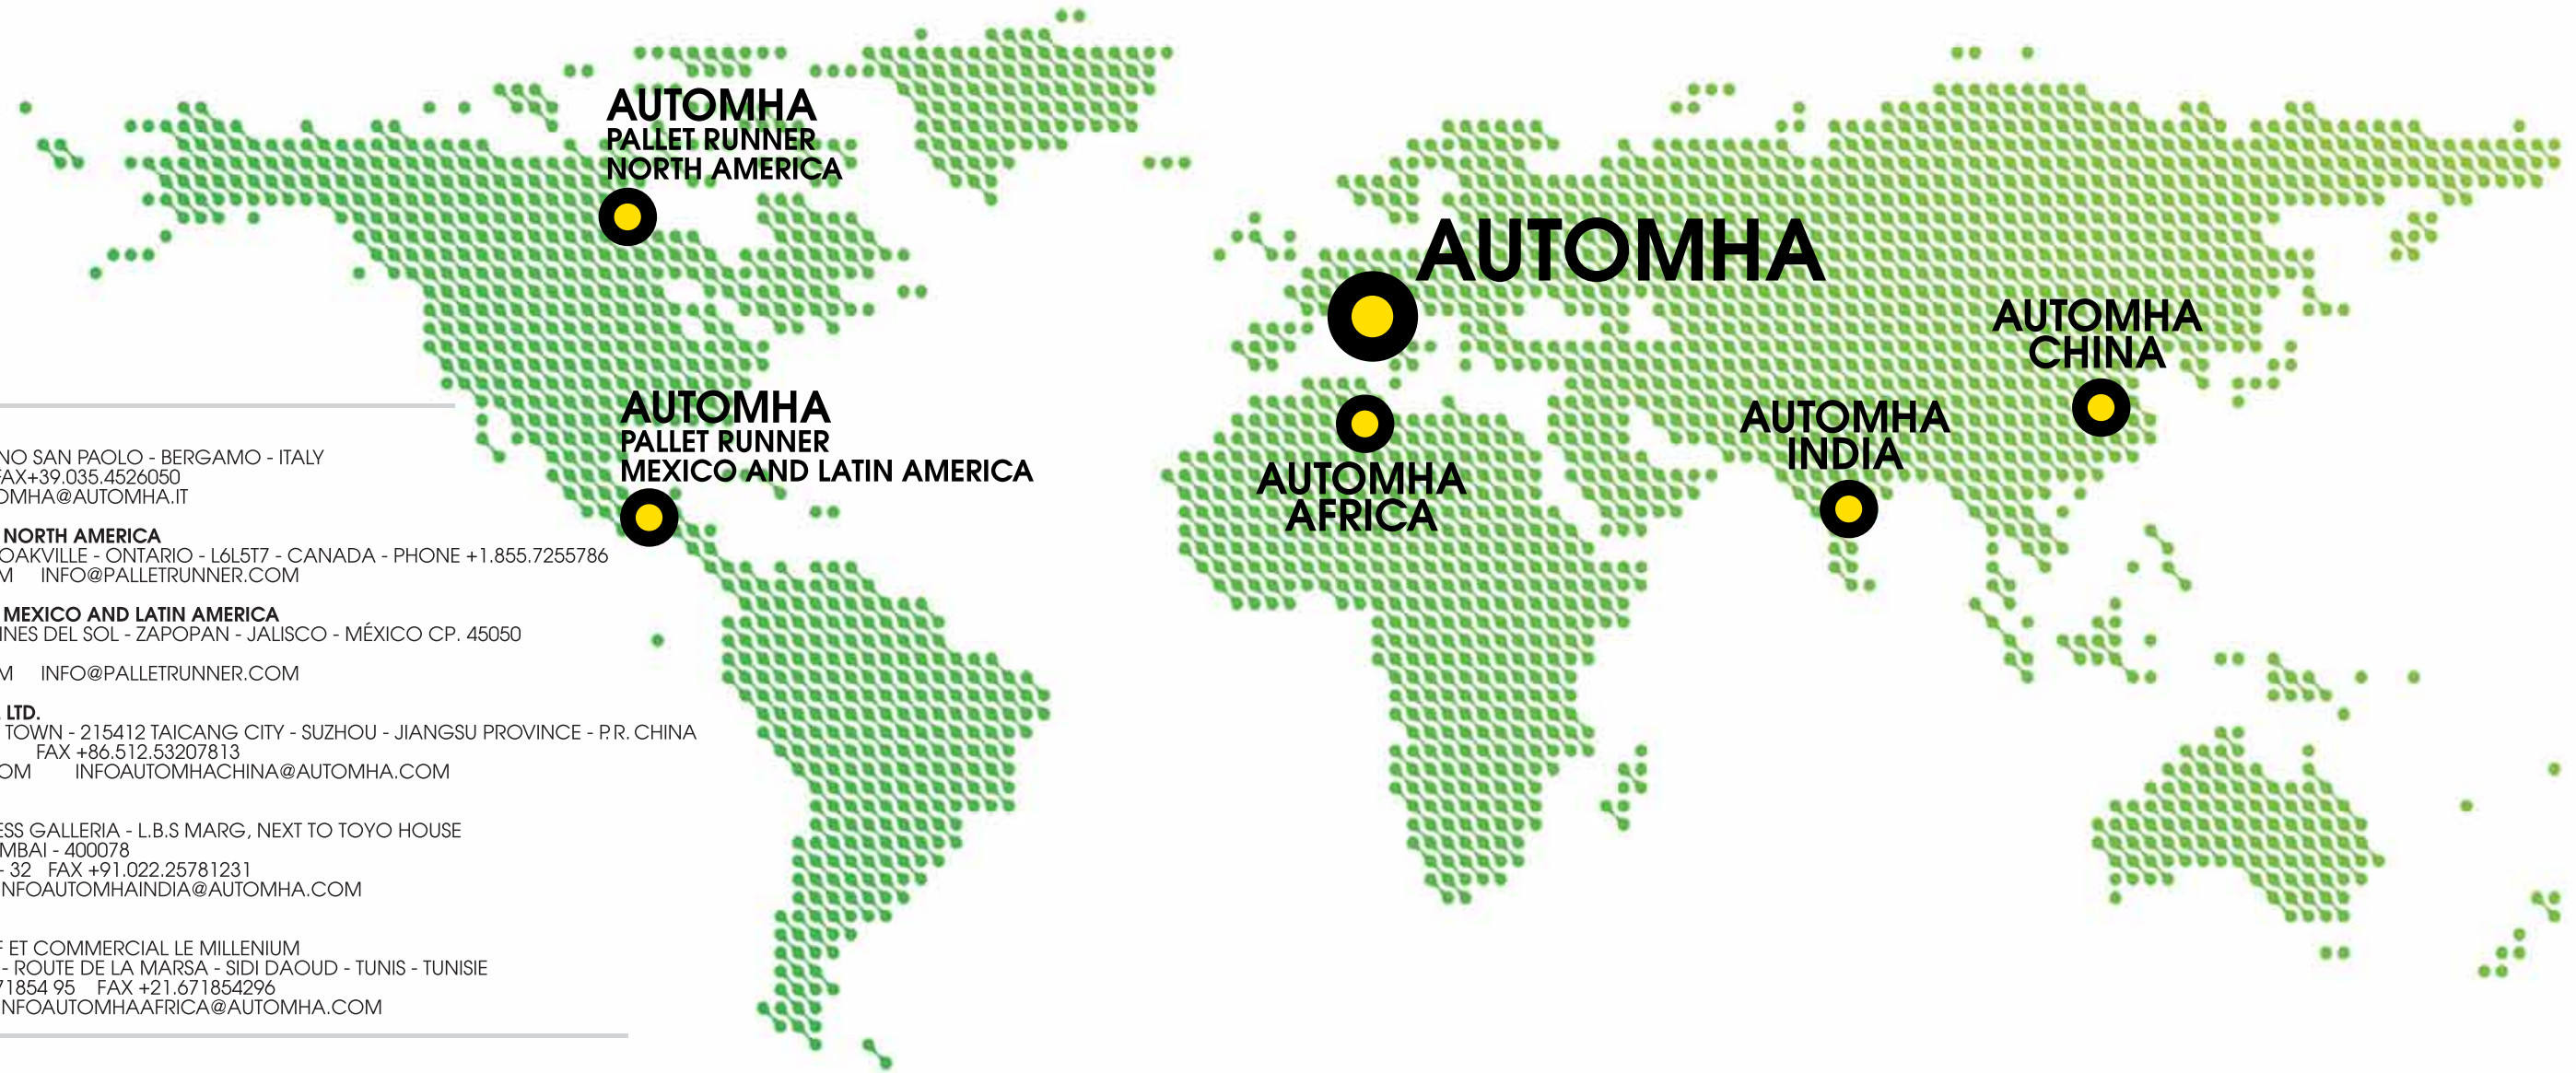 AUTOMHA
PALLET RUNNER
NORTH AMERICA
AUTOMHA
AUTOMHA
CHINA
AUTOMHA
PALLET RUNNER
MEXICO AND LATIN AMERICA
AUTOMHA
INDIA
AUTOMHA
AFRICA
NO SAN PAOLO - BERGAMO - ITALY
FAX+39.035.4526050
OMHA@AUTOMHA.IT
NORTH AMERICA
OAKVILLE - ONTARIO - L6L5T7 - CANADA - PHONE +1.855.7255786
M INFO@PALLETRUNNER.COM
MEXICO AND LATIN AMERICA
INES DEL SOL - ZAPOPAN - JALISCO - MÉXICO CP. 45050
M INFO@PALLETRUNNER.COM
LTD.
TOWN - 215412 TAICANG CITY - SUZHOU - JIANGSU PROVINCE - P.R. CHINA
FAX +86.512.53207813
OM INFOAUTOMHACHINA@AUTOMHA.COM
ESS GALLERIA - L.B.S MARG, NEXT TO TOYO HOUSE
MBAI - 400078
- 32 FAX +91.022.25781231
NFOAUTOMHAINDIA@AUTOMHA.COM
F ET COMMERCIAL LE MILLENIUM
- ROUTE DE LA MARSA - SIDI DAOUD - TUNIS - TUNISIE
71854 95 FAX +21.671854296
NFOAUTOMHAAFRICA@AUTOMHA.COM